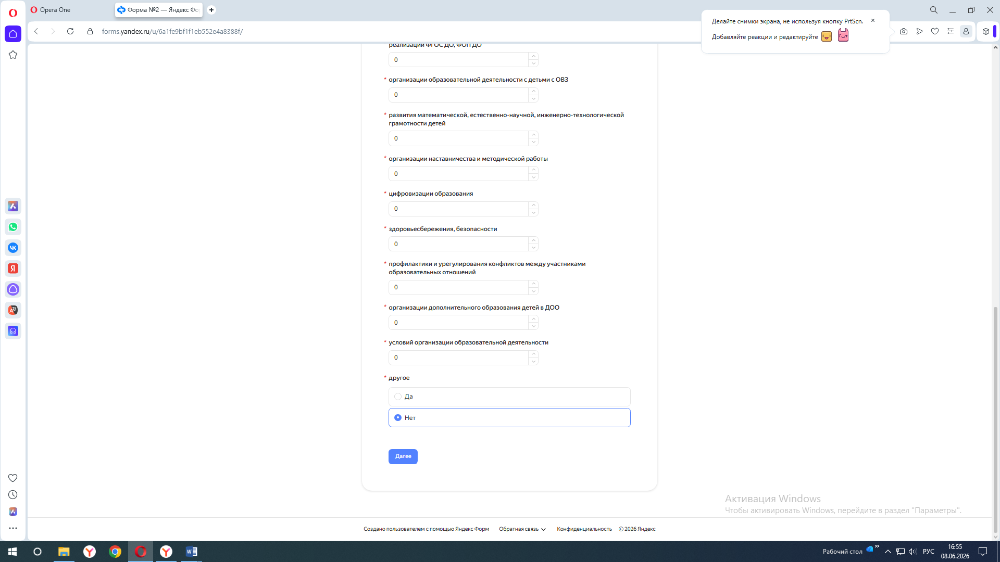 Opera One
Форма №2 — Яндекс Фо
forms.yandex.ru/u/6a1fe9bf1f1eb552e4a8388f/
Делайте снимки экрана, не используя кнопку PrtScn.
Добавляйте реакции и редактируйте
* реализации ФГОС ДО, ФОП ДО
0
* организации образовательной деятельности с детьми с ОВЗ
0
* развития математической, естественно-научной, инженерно-технологической
грамотности детей
0
* организации наставничества и методической работы
0
* цифровизации образования
0
* здоровьесбережения, безопасности
0
* профилактики и урегулирования конфликтов между участниками
образовательных отношений
0
* организации дополнительного образования детей в ДОО
0
* условий организации образовательной деятельности
0
* другое
Да
Нет
Далее
Активация Windows
Чтобы активировать Windows, перейдите в раздел "Параметры".
Создано пользователем с помощью Яндекс Форм Обратная связь Конфиденциальность © 2026 Яндекс
Рабочий стол
РУС
16:55
08.06.2026